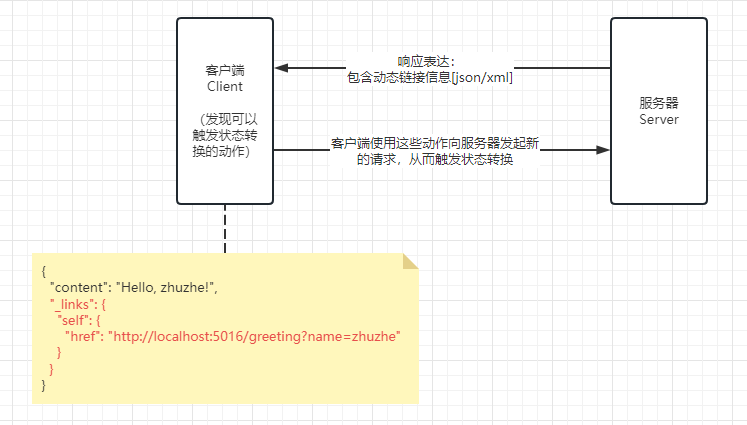 客户端
Client
（发现可以
触发状态转
换的动作）
响应表达：
包含动态链接信息[json/xml]
客户端使用这些动作向服务器发起新
的请求，从而触发状态转换
服务器
Server
{
"content": "Hello, zhuzhe!",
"_links": {
"self": {
"href": "http://localhost:5016/greeting?name=zhuzhe"
}
}
}